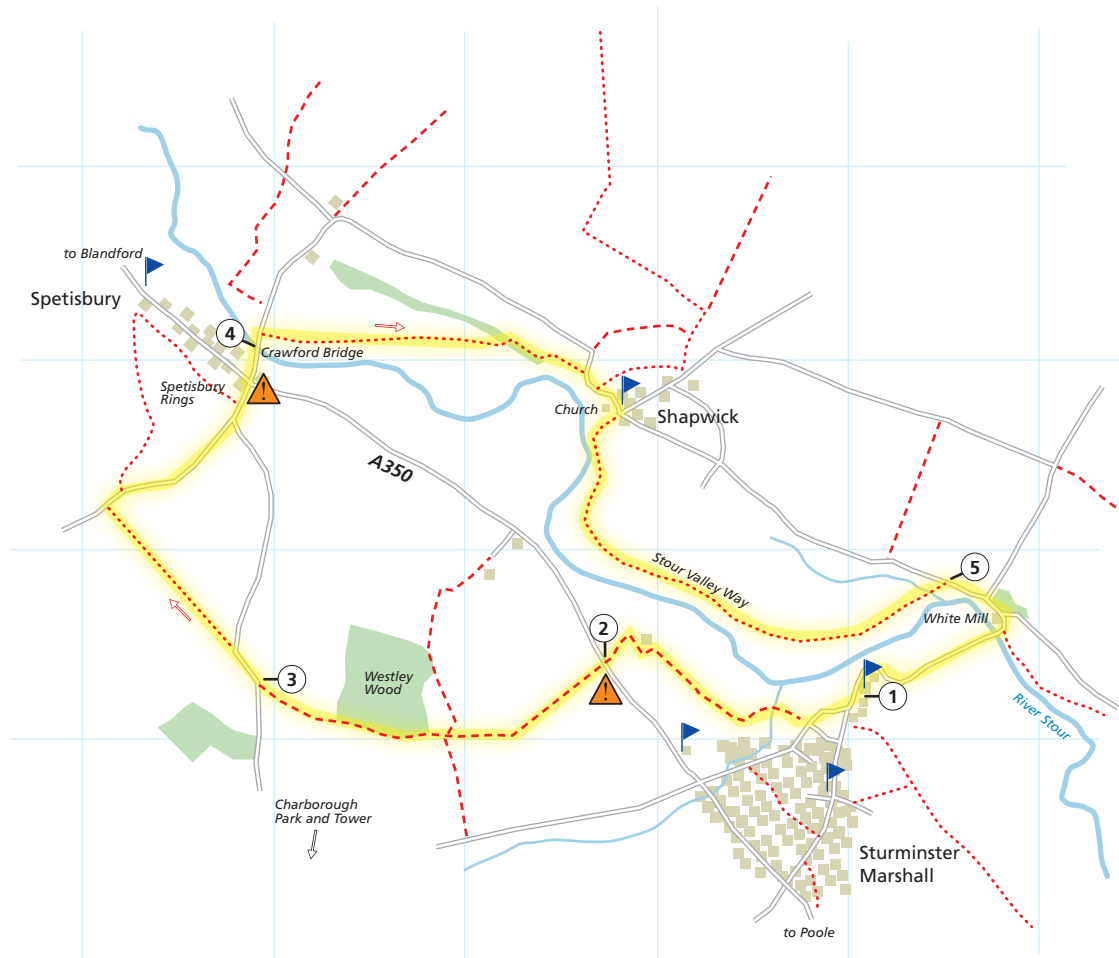 to Blandford
Spetisbury
4
Crawford Bridge
Spetisbury
Rings
!
Church
Shapwick
A350
Stour Valley Way
5
White Mill
2
!
3
Westley
Wood
1
River Stour
Charborough
Park and Tower
Sturminster
Marshall
to Poole